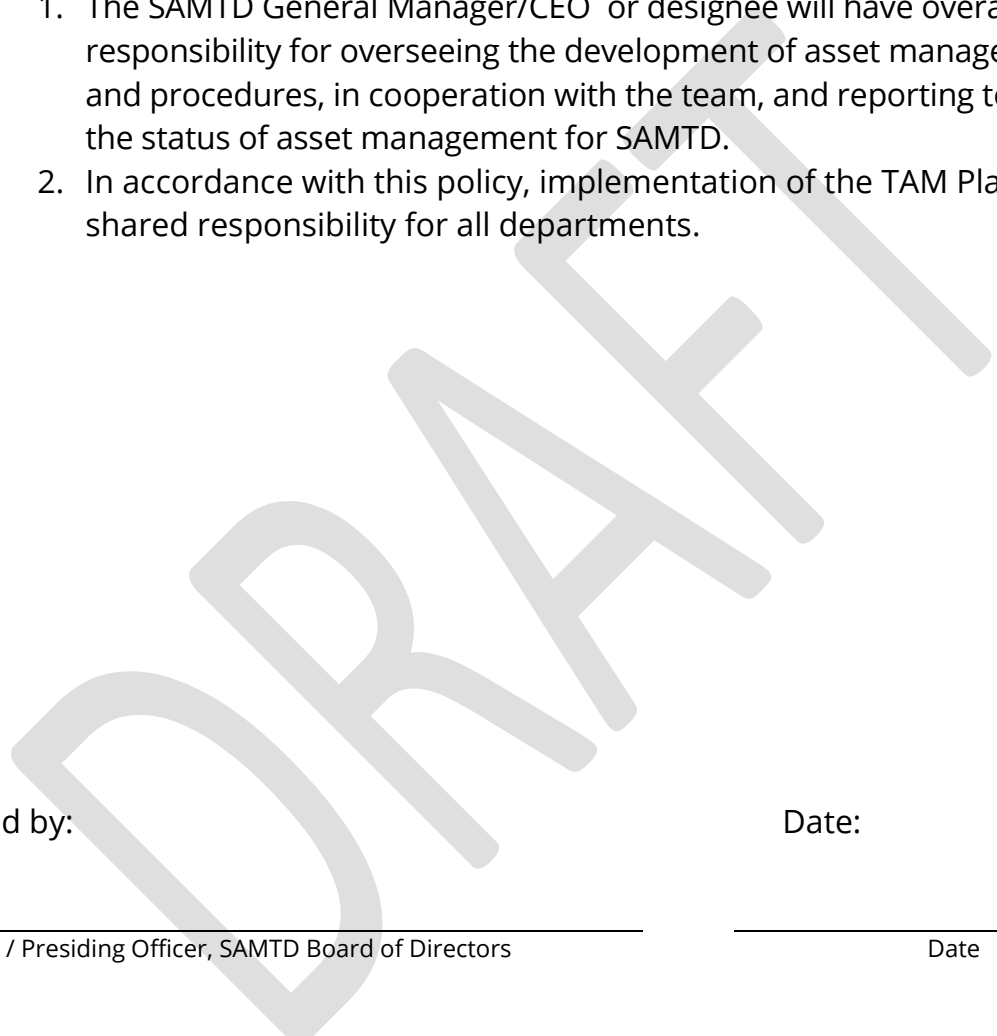 1. The SAMTD General Manager/CEO or designee will have overa
responsibility for overseeing the development of asset manage
and procedures, in cooperation with the team, and reporting to
the status of asset management for SAMTD.
2. In accordance with this policy, implementation of the TAM Pla
shared responsibility for all departments.
DRAFT
d by: Date:
/ Presiding Officer, SAMTD Board of Directors Date